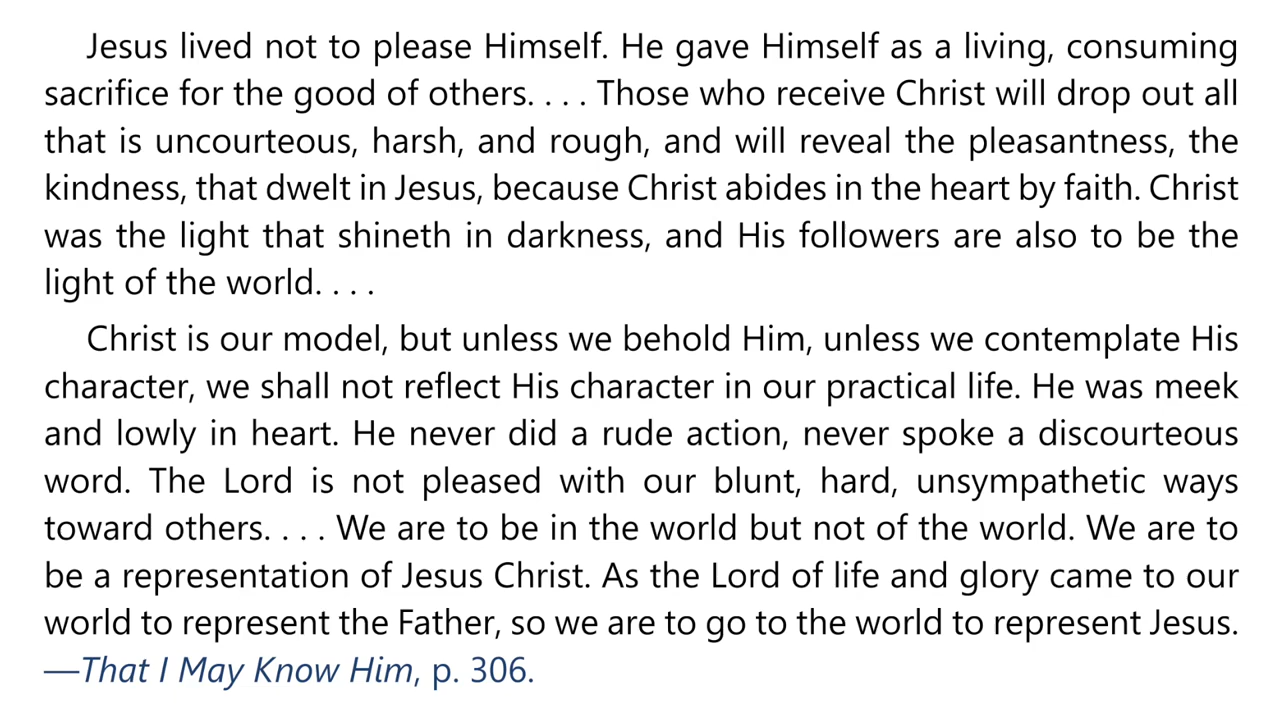 Jesus lived not to please Himself. He gave Himself as a living, consuming
sacrifice for the good of others. . . . Those who receive Christ will drop out all
that is uncourteous, harsh, and rough, and will reveal the pleasantness, the
kindness, that dwelt in Jesus, because Christ abides in the heart by faith. Christ
was the light that shineth in darkness, and His followers are also to be the
light of the world. . . .
Christ is our model, but unless we behold Him, unless we contemplate His
character, we shall not reflect His character in our practical life. He was meek
and lowly in heart. He never did a rude action, never spoke a discourteous
word. The Lord is not pleased with our blunt, hard, unsympathetic ways
toward others. . . . We are to be in the world but not of the world. We are to
be a representation of Jesus Christ. As the Lord of life and glory came to our
world to represent the Father, so we are to go to the world to represent Jesus.
—That I May Know Him, p. 306.